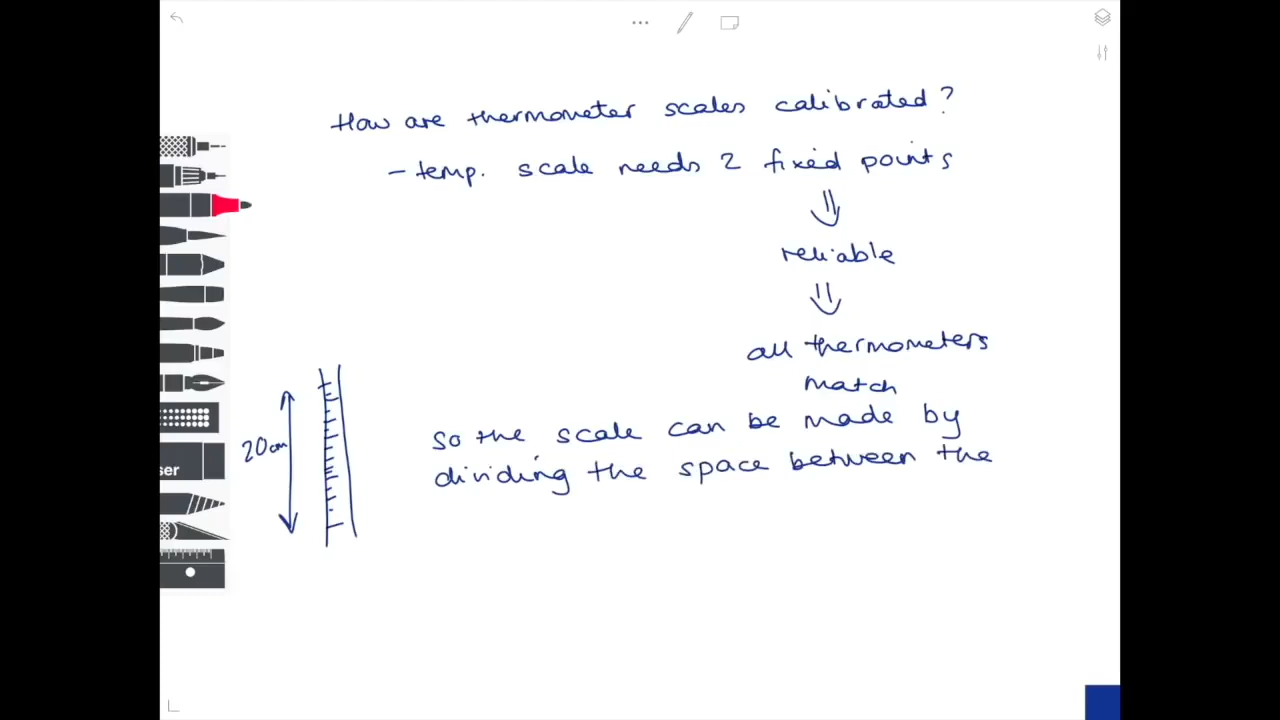 How are thermometer scales calibrated?
- temp. scale needs 2 fixed points
⇓
reliable
⇓
all thermometers
match
20cm
so the scale can be made by
dividing the space between the
ser